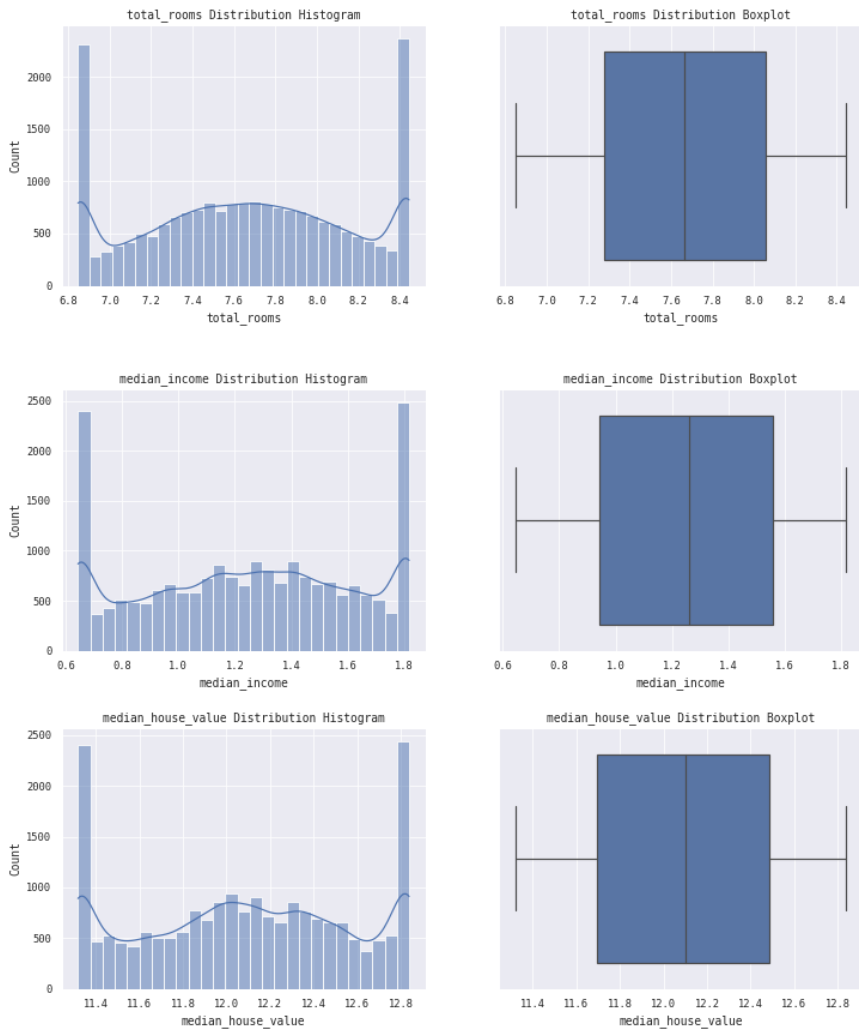 total_rooms Distribution Histogram
total_rooms Distribution Boxplot
2000
1500
1000
500
0
Count
6.8 7.0 7.2 7.4 7.6 7.8 8.0 8.2 8.4
total_rooms
6.8 7.0 7.2 7.4 7.6 7.8 8.0 8.2 8.4
total_rooms
median_income Distribution Histogram
median_income Distribution Boxplot
2500
2000
1500
1000
500
0
Count
0.6 0.8 1.0 1.2 1.4 1.6 1.8
median_income
0.6 0.8 1.0 1.2 1.4 1.6 1.8
median_income
median_house_value Distribution Histogram
median_house_value Distribution Boxplot
2500
2000
1500
1000
500
0
Count
11.4 11.6 11.8 12.0 12.2 12.4 12.6 12.8
median_house_value
11.4 11.6 11.8 12.0 12.2 12.4 12.6 12.8
median_house_value